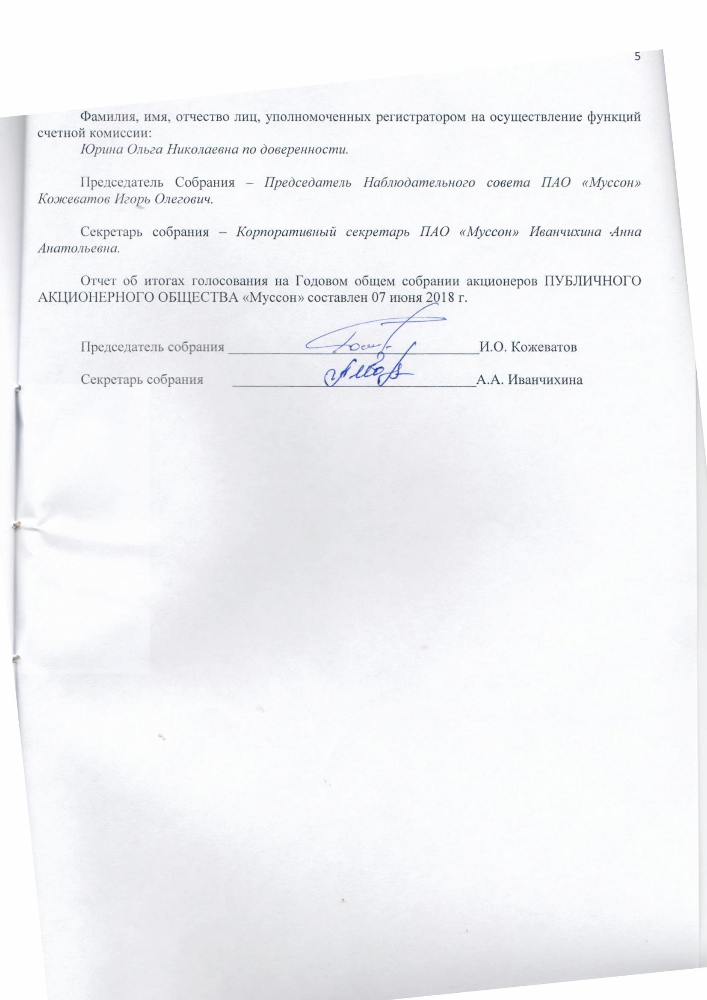 5
Фамилия, имя, отчество лиц, уполномоченных регистратором на осуществление функций
счетной комиссии:
Юрина Ольга Николаевна по доверенности.
Председатель Собрания – Председатель Наблюдательного совета ПАО «Муссон»
Кожеватов Игорь Олегович.
Секретарь собрания – Корпоративный секретарь ПАО «Муссон» Иванчихина Анна
Анатольевна.
Отчет об итогах голосования на Годовом общем собрании акционеров ПУБЛИЧНОГО
АКЦИОНЕРНОГО ОБЩЕСТВА «Муссон» составлен 07 июня 2018 г.
Председатель собрания И.О. Кожеватов
Секретарь собрания А.А. Иванчихина